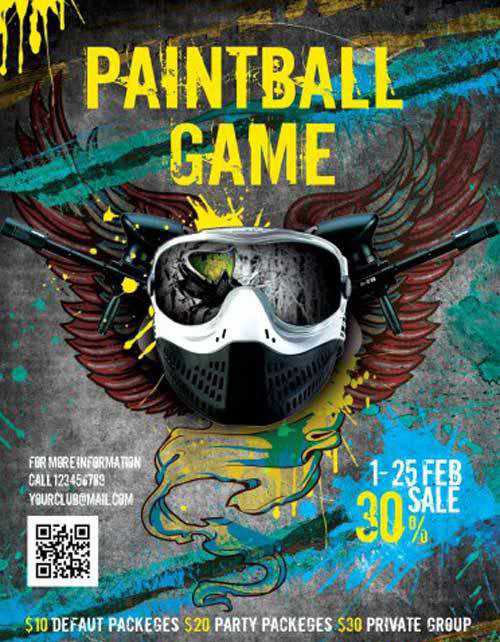 PAINTBALL
GAME
FOR MORE INFORMATION
CALL 123456789
YOURCLUB@MAIL.COM
1-25 FEB
30% SALE
$10 DEFAUT PACKEGES $20 PARTY PACKEGES $30 PRIVATE GROUP